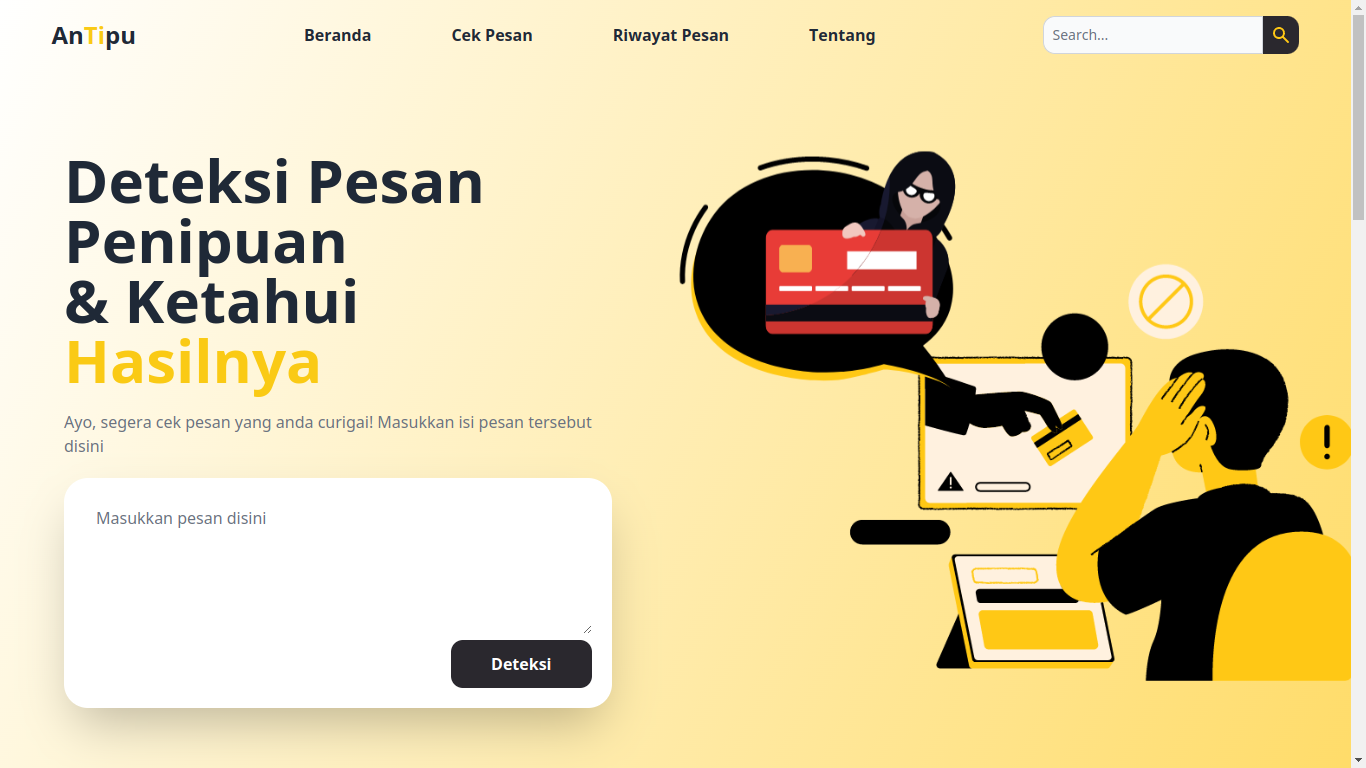 AnTipu
Beranda
Cek Pesan
Riwayat Pesan
Tentang
Search...
Deteksi Pesan
Penipuan
& Ketahui
Hasilnya
Ayo, segera cek pesan yang anda curigai! Masukkan isi pesan tersebut
disini
Masukkan pesan disini
Deteksi